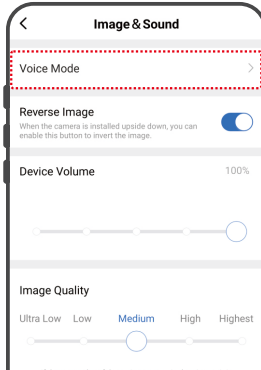 Image & Sound
Voice Mode
Reverse Image
When the camera is installed upside down, you can
enable this button to invert the image.
Device Volume 100%
Image Quality
Ultra Low Low Medium High Highest